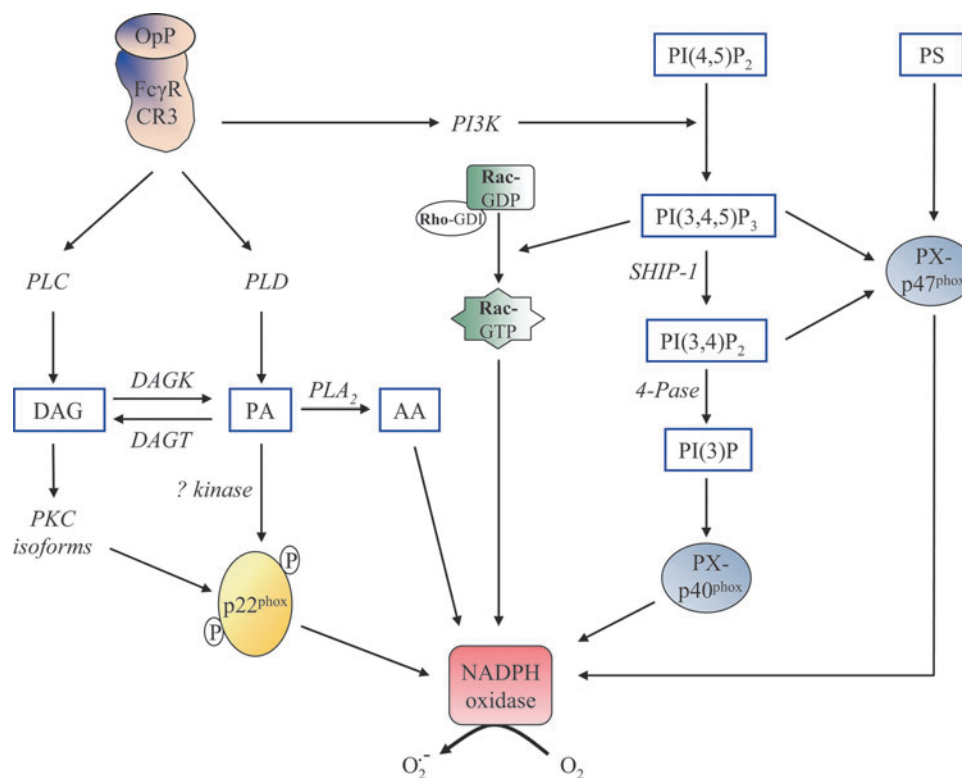 OpP
FcγR
CR3
PI(4,5)P₂
PS
PI3K
Rac-
GDP
Rho-GDI
PI(3,4,5)P₃
PX-
p47ᵖʰᵒˣ
PLC
PLD
SHIP-1
Rac-
GTP
PI(3,4)P₂
DAGK
PLA₂
4-Pase
DAG
PA
AA
DAGT
PI(3)P
? kinase
PKC
isoforms
P
PX-
p40ᵖʰᵒˣ
p22ᵖʰᵒˣ
P
NADPH
oxidase
O₂·⁻
O₂